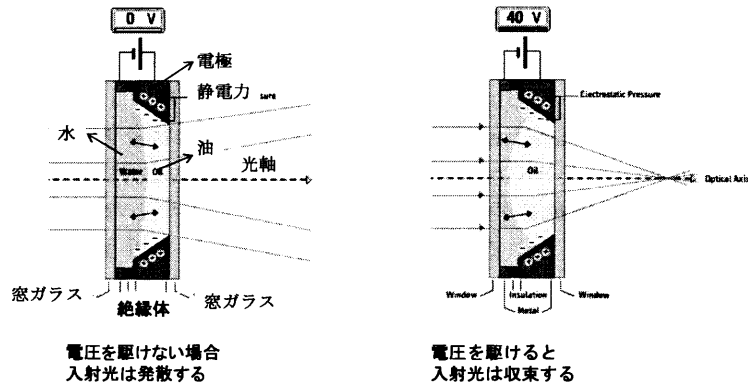 0 V
電極
静電力 sure
水
油
Water Oil
光軸
窓ガラス
絶縁体
窓ガラス
電圧を駆けない場合
入射光は発散する
40 V
Electrostatic Pressure
Oil
Optical Axis
Window
Insulation
Metal
Window
電圧を駆けると
入射光は収束する